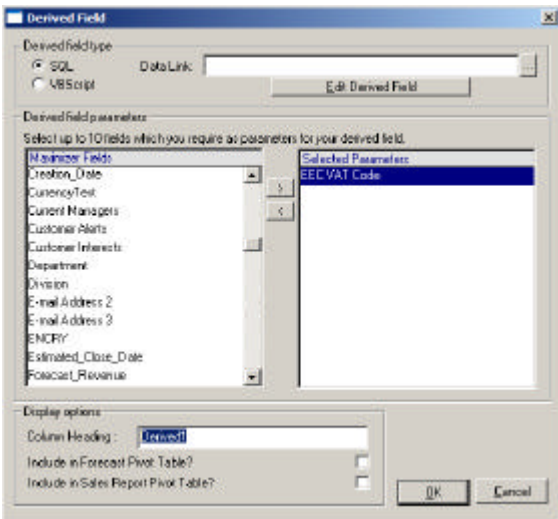 Derived Field
Derived field type
SQL
Data Link:
...
VBScript
Edit Derived Field
Derived field parameters
Select up to 10 fields which you require as parameters for your derived field.
Maximizer Fields
Creation_Date
CurrencyText
Current Managers
Customer Alerts
Customer Interests
Department
Division
E-mail Address 2
E-mail Address 3
ENCRY
Estimated_Close_Date
Forecast_Revenue
>
<
Selected Parameters
EEC VAT Code
Display options
Column Heading :
Derived1
Include in Forecast Pivot Table?
Include in Sales Report Pivot Table?
OK
Cancel